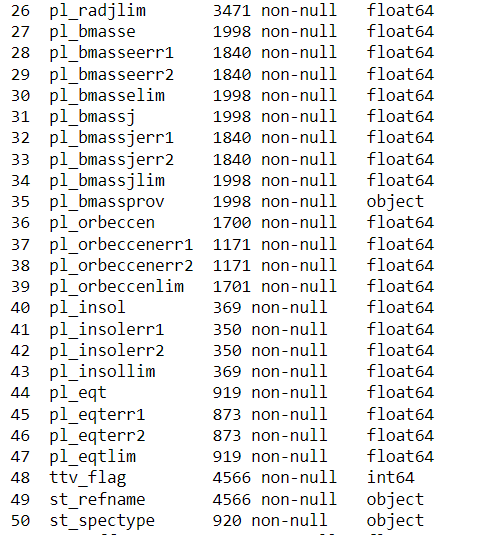 26 pl_radjlim 3471 non-null float64
27 pl_bmasse 1998 non-null float64
28 pl_bmasseerr1 1840 non-null float64
29 pl_bmasseerr2 1840 non-null float64
30 pl_bmasselim 1998 non-null float64
31 pl_bmassj 1998 non-null float64
32 pl_bmassjerr1 1840 non-null float64
33 pl_bmassjerr2 1840 non-null float64
34 pl_bmassjlim 1998 non-null float64
35 pl_bmassprov 1998 non-null object
36 pl_orbeccen 1700 non-null float64
37 pl_orbeccenerr1 1171 non-null float64
38 pl_orbeccenerr2 1171 non-null float64
39 pl_orbeccenlim 1701 non-null float64
40 pl_insol 369 non-null float64
41 pl_insolerr1 350 non-null float64
42 pl_insolerr2 350 non-null float64
43 pl_insollim 369 non-null float64
44 pl_eqt 919 non-null float64
45 pl_eqterr1 873 non-null float64
46 pl_eqterr2 873 non-null float64
47 pl_eqtlim 919 non-null float64
48 ttv_flag 4566 non-null int64
49 st_refname 4566 non-null object
50 st_spectype 920 non-null object